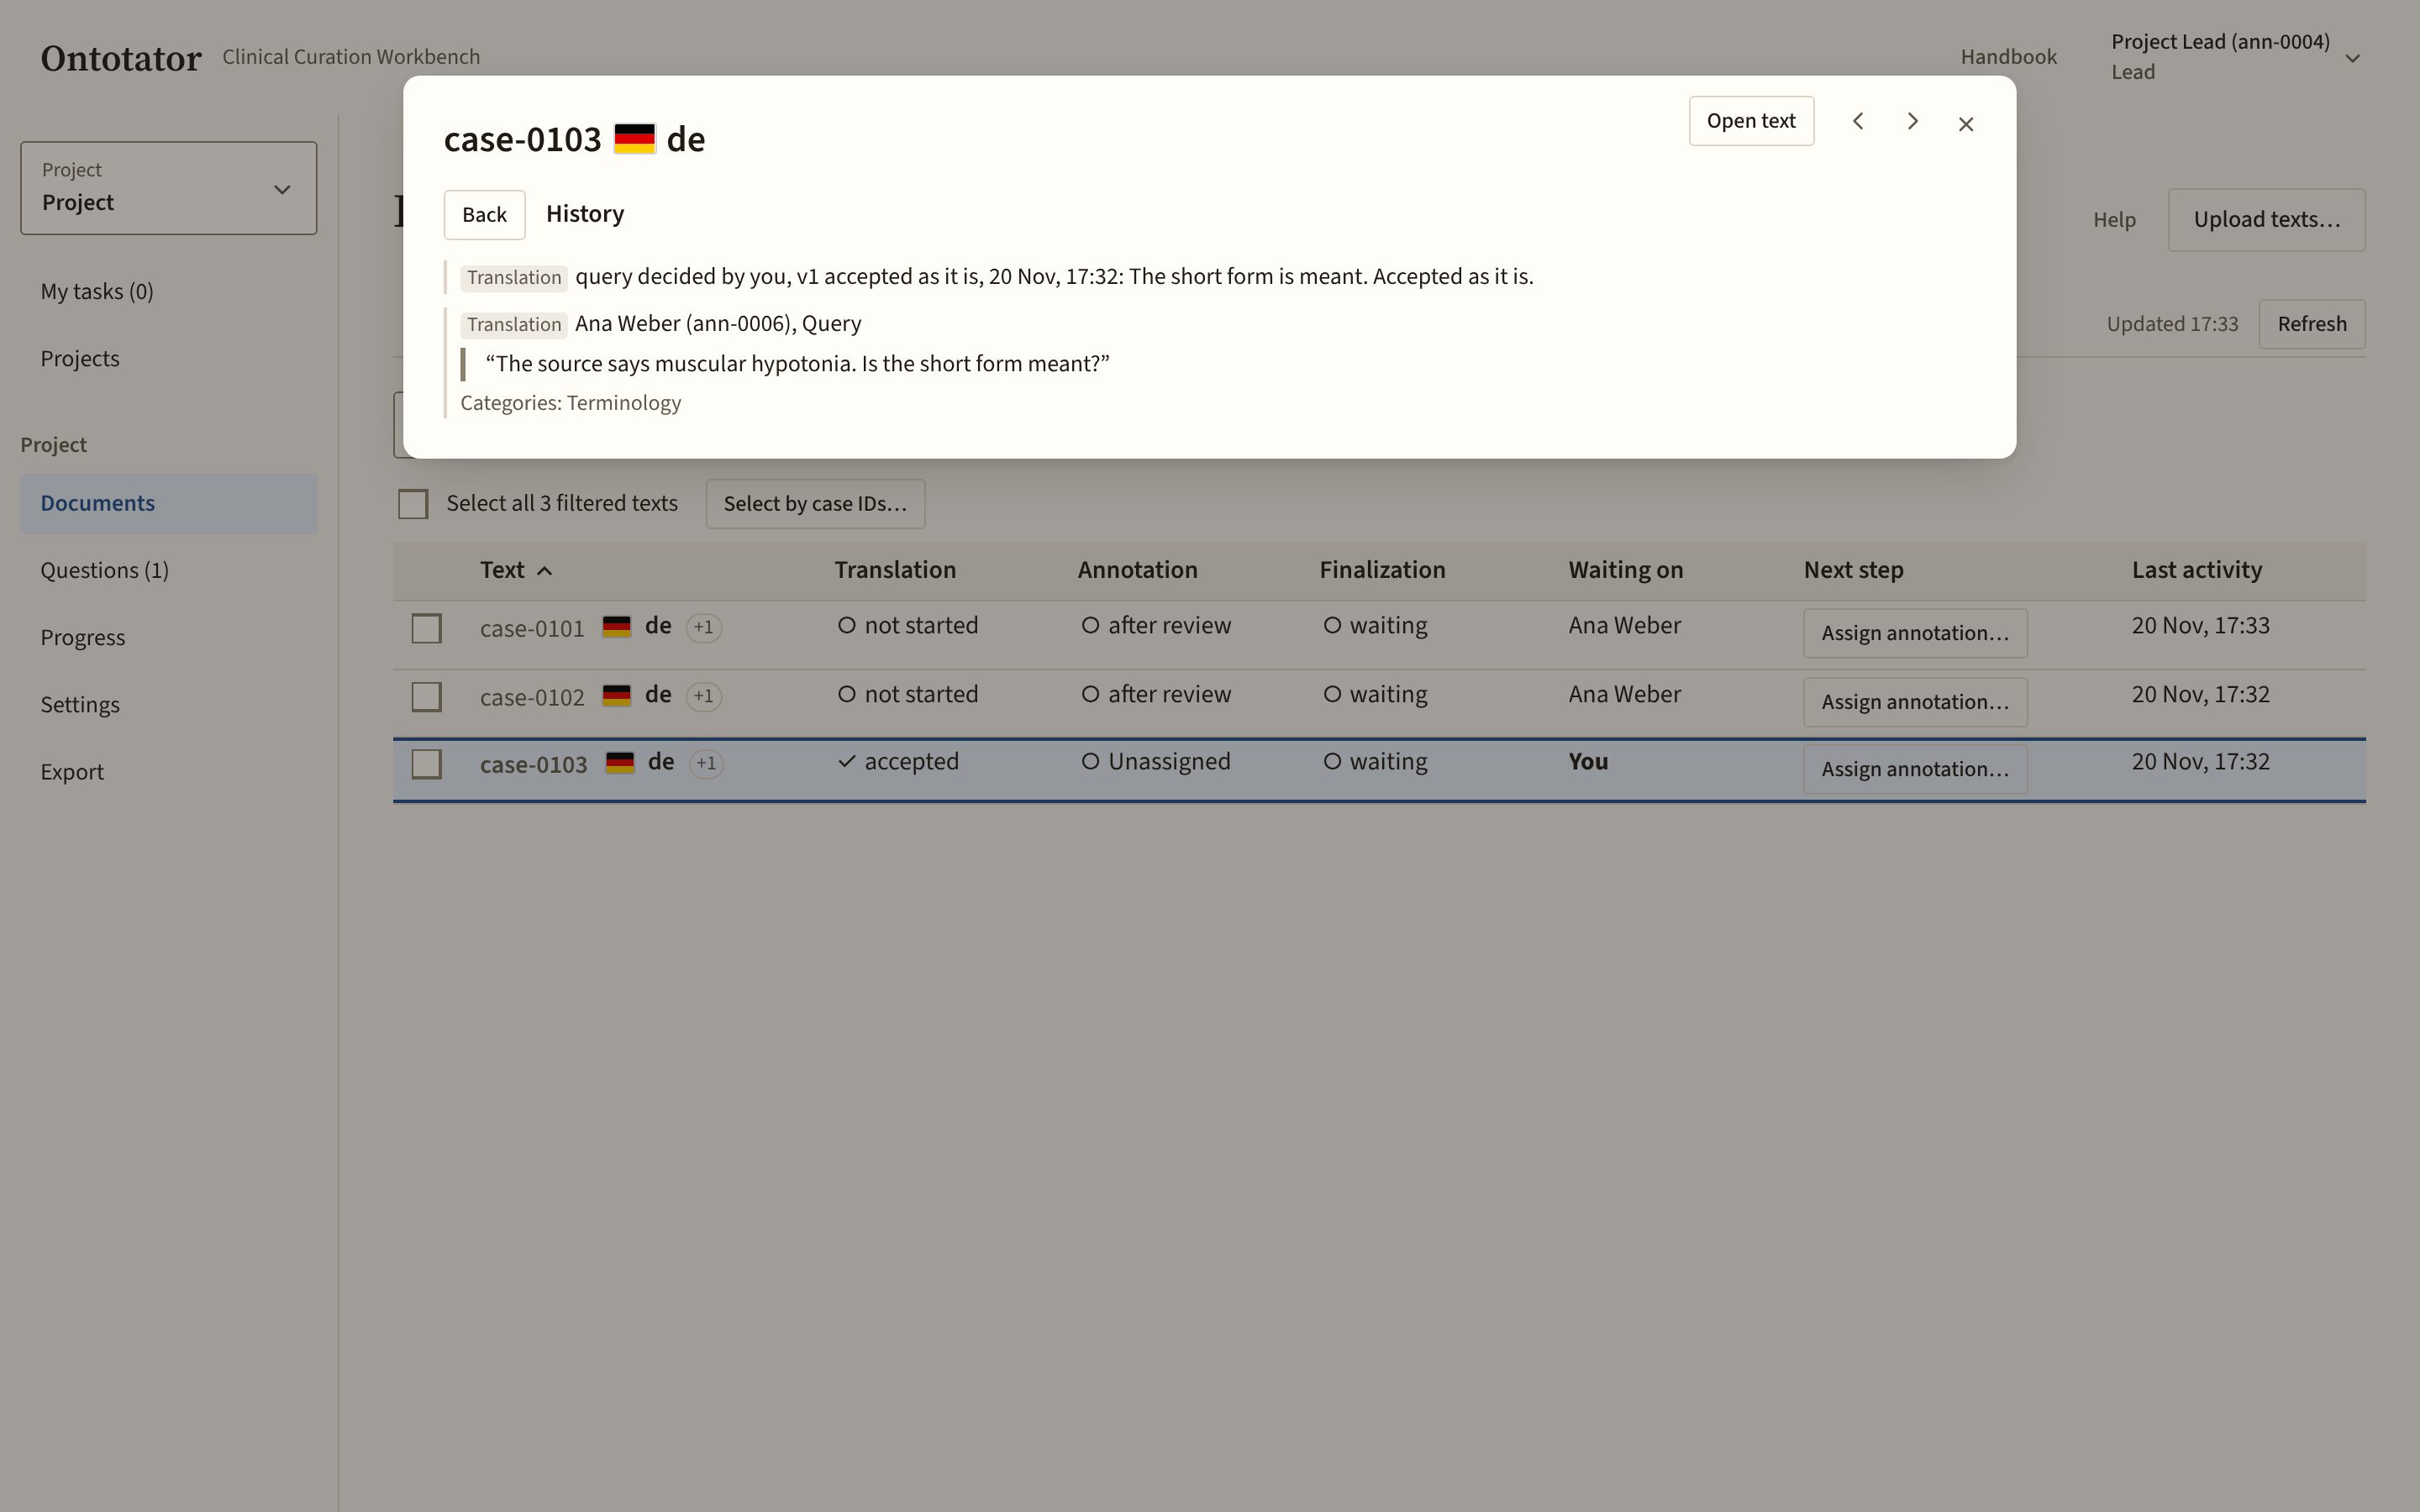 Ontotator Clinical Curation Workbench
Handbook
Project Lead (ann-0004)
Lead
Project
Project
My tasks (0)
Projects
Project
Documents
Questions (1)
Progress
Settings
Export
case-0103 de
Open text
Back History
Translation query decided by you, v1 accepted as it is, 20 Nov, 17:32: The short form is meant. Accepted as it is.
Translation Ana Weber (ann-0006), Query
“The source says muscular hypotonia. Is the short form meant?”
Categories: Terminology
Help Upload texts…
Updated 17:33 Refresh
Select all 3 filtered texts Select by case IDs…
Text Translation Annotation Finalization Waiting on Next step Last activity
case-0101 de +1 not started after review waiting Ana Weber Assign annotation… 20 Nov, 17:33
case-0102 de +1 not started after review waiting Ana Weber Assign annotation… 20 Nov, 17:32
case-0103 de +1 accepted Unassigned waiting You Assign annotation… 20 Nov, 17:32